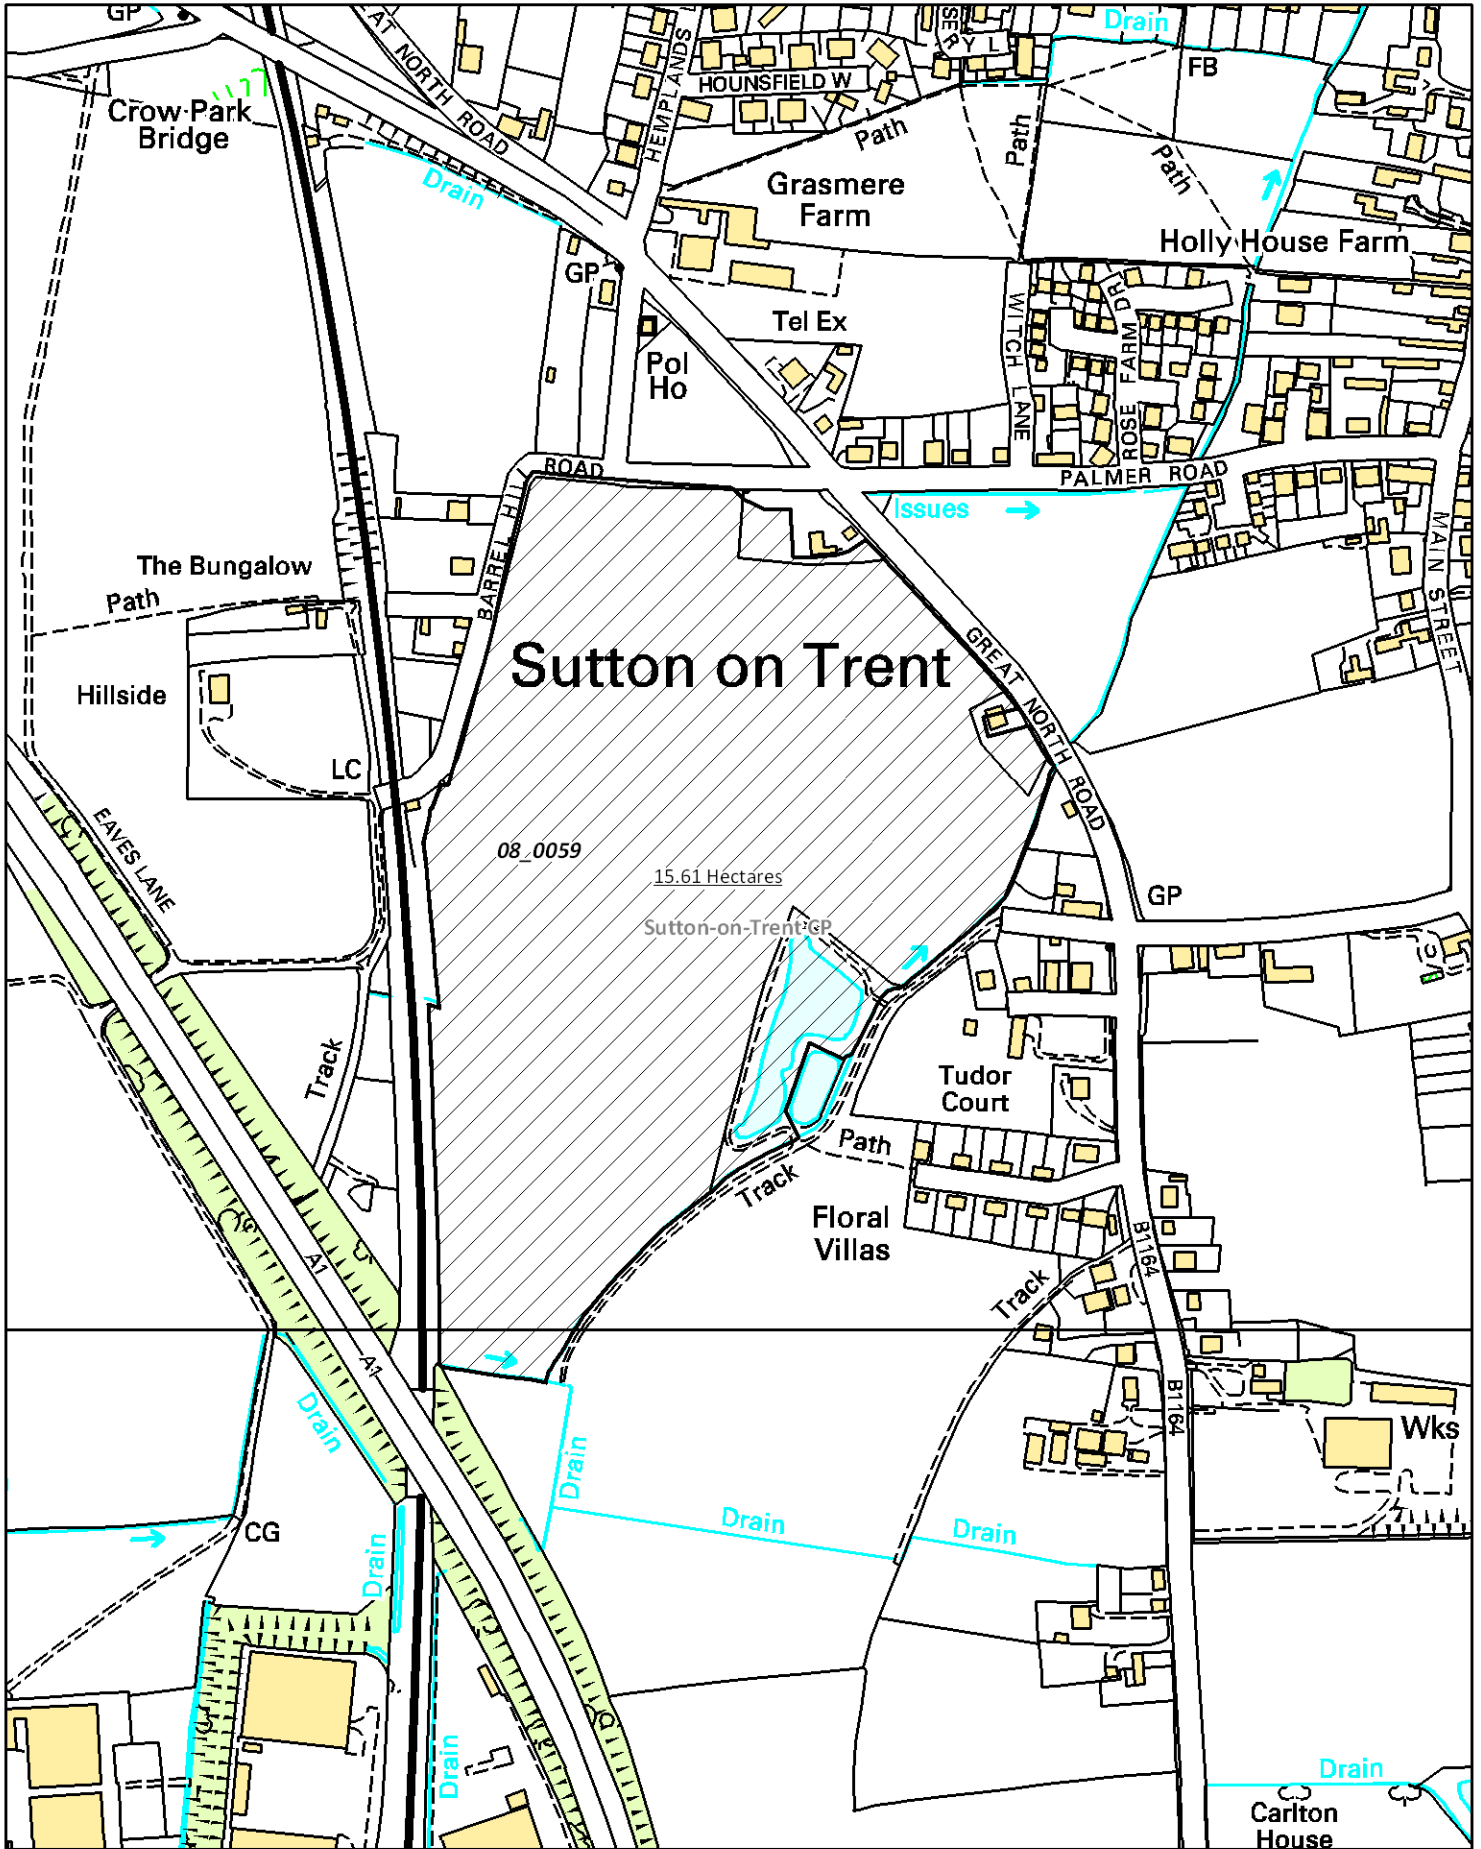 GP
Drain
EAT NORTH ROAD
HEMPLANDS
Y L
FB
HOUNSFIELD W
Crow Park
Bridge
Path
Path
Path
Drain
Grasmere
Farm
Holly House Farm
GP
Tel Ex
WITCH LANE
ROSE FARM DR
Pol
Ho
ROAD
PALMER ROAD
Issues
MAIN STREET
BARREL HI
The Bungalow
Path
Sutton on Trent
GREAT NORTH ROAD
Hillside
LC
EAVES LANE
08_0059
15.61 Hectares
GP
Sutton-on-Trent CP
Track
Tudor
Court
Path
Track
Floral
Villas
B1164
A1
Track
A1
B1164
Drain
Wks
Drain
Drain
Drain
CG
Drain
Drain
Drain
Carlton
House